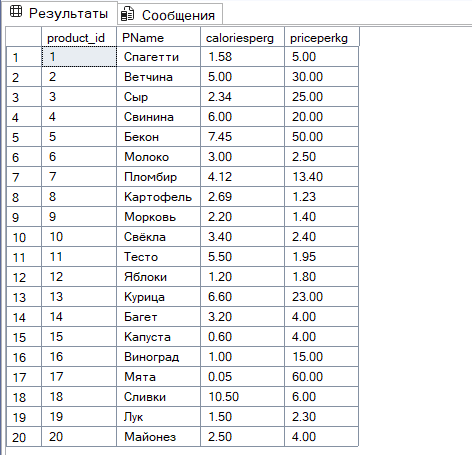 Результаты Сообщения
product_id PName caloriesperg priceperkg
1 1 Спагетти 1.58 5.00
2 2 Ветчина 5.00 30.00
3 3 Сыр 2.34 25.00
4 4 Свинина 6.00 20.00
5 5 Бекон 7.45 50.00
6 6 Молоко 3.00 2.50
7 7 Пломбир 4.12 13.40
8 8 Картофель 2.69 1.23
9 9 Морковь 2.20 1.40
10 10 Свёкла 3.40 2.40
11 11 Тесто 5.50 1.95
12 12 Яблоки 1.20 1.80
13 13 Курица 6.60 23.00
14 14 Багет 3.20 4.00
15 15 Капуста 0.60 4.00
16 16 Виноград 1.00 15.00
17 17 Мята 0.05 60.00
18 18 Сливки 10.50 6.00
19 19 Лук 1.50 2.30
20 20 Майонез 2.50 4.00